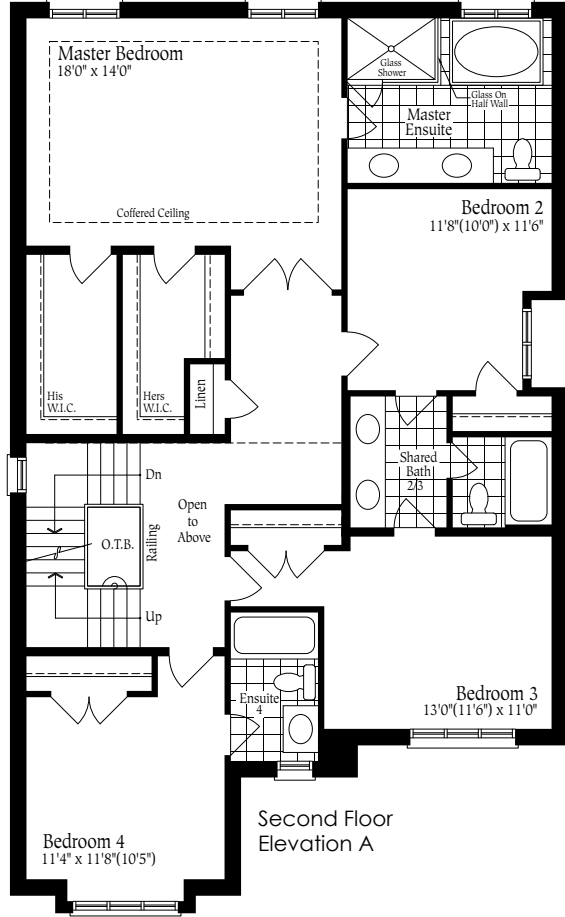 Master Bedroom
18'0" x 14'0"
Glass
Shower
Glass On
Half Wall
Master
Ensuite
Coffered Ceiling
Bedroom 2
11'8"(10'0") x 11'6"
His
W.I.C.
Hers
W.I.C.
Linen
Shared
Bath
2/3
Dn
Open
to
Above
O.T.B.
Railing
Up
Ensuite
4
Bedroom 3
13'0"(11'6") x 11'0"
Bedroom 4
11'4" x 11'8"(10'5")
Second Floor
Elevation A